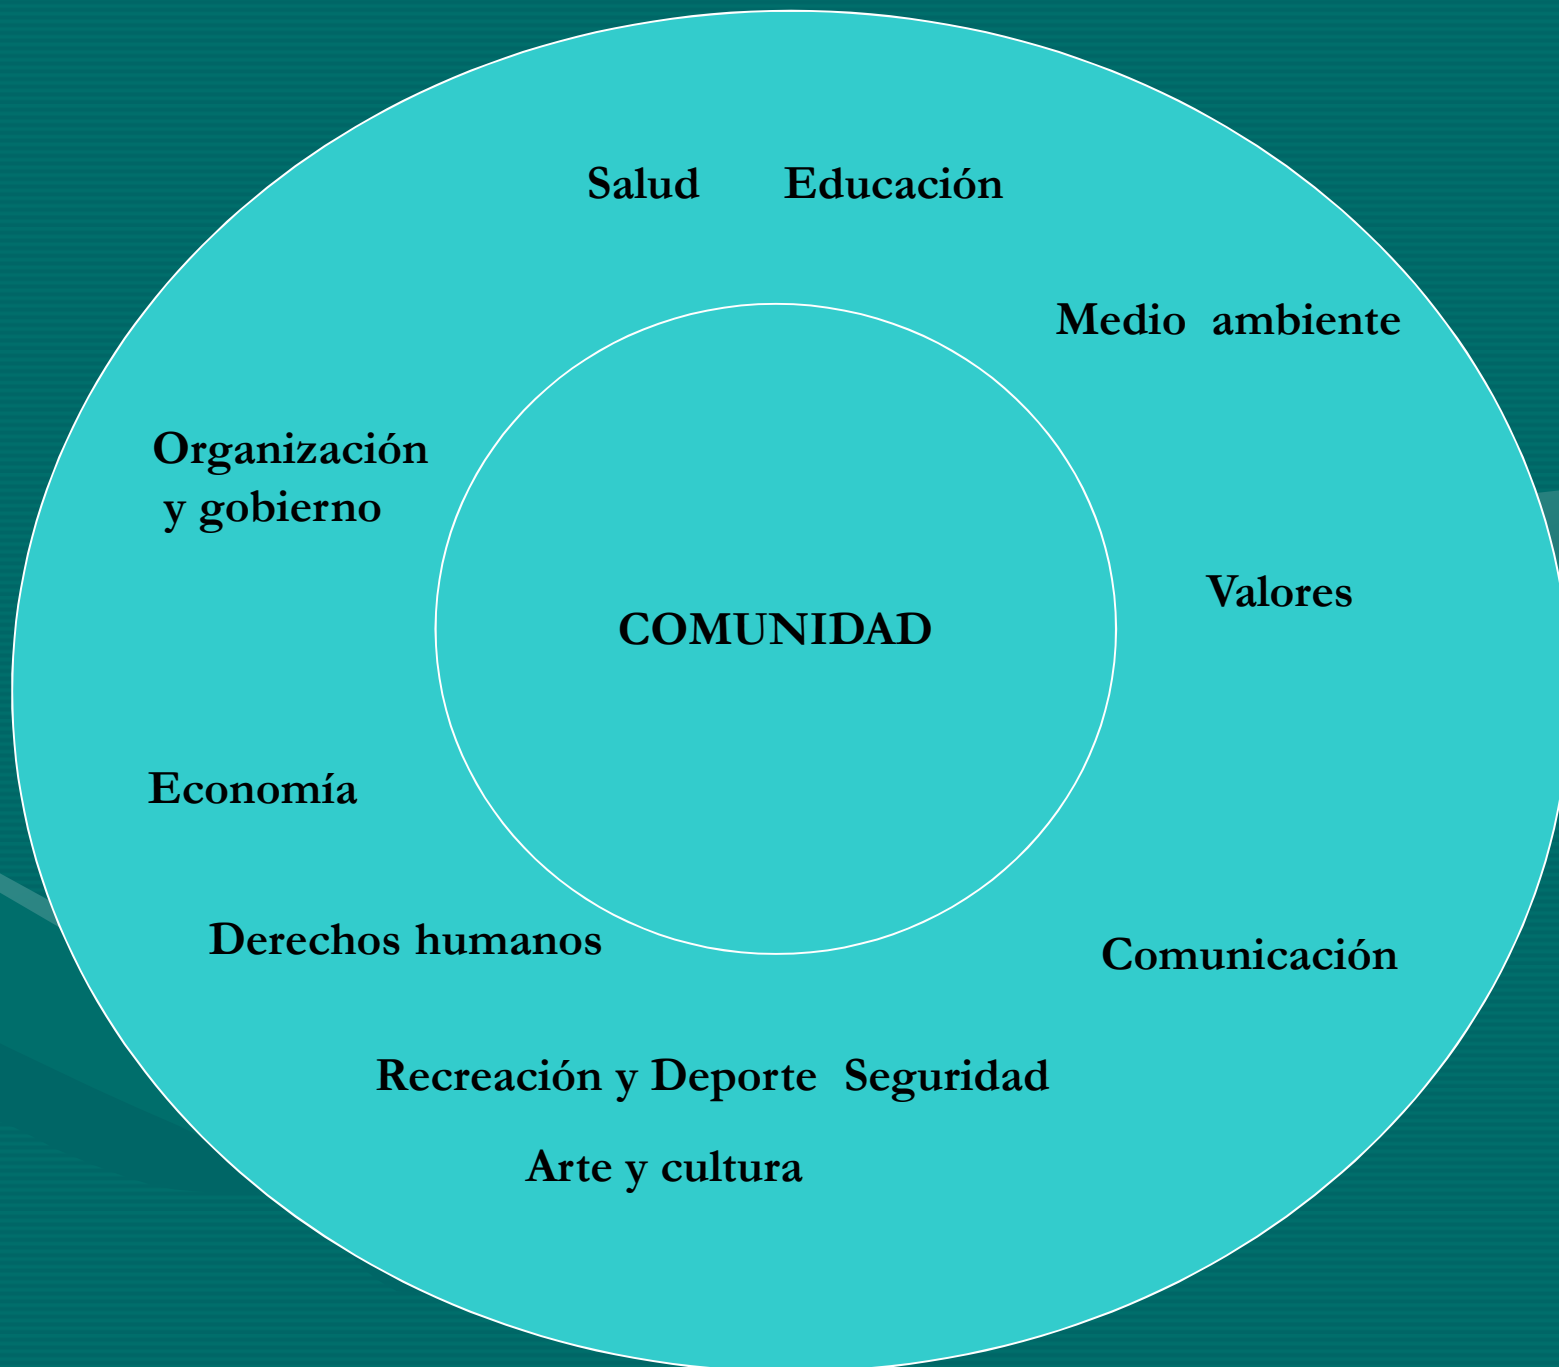 Salud Educación
Medio ambiente
Organización
y gobierno
Valores
COMUNIDAD
Economía
Derechos humanos
Comunicación
Recreación y Deporte Seguridad
Arte y cultura